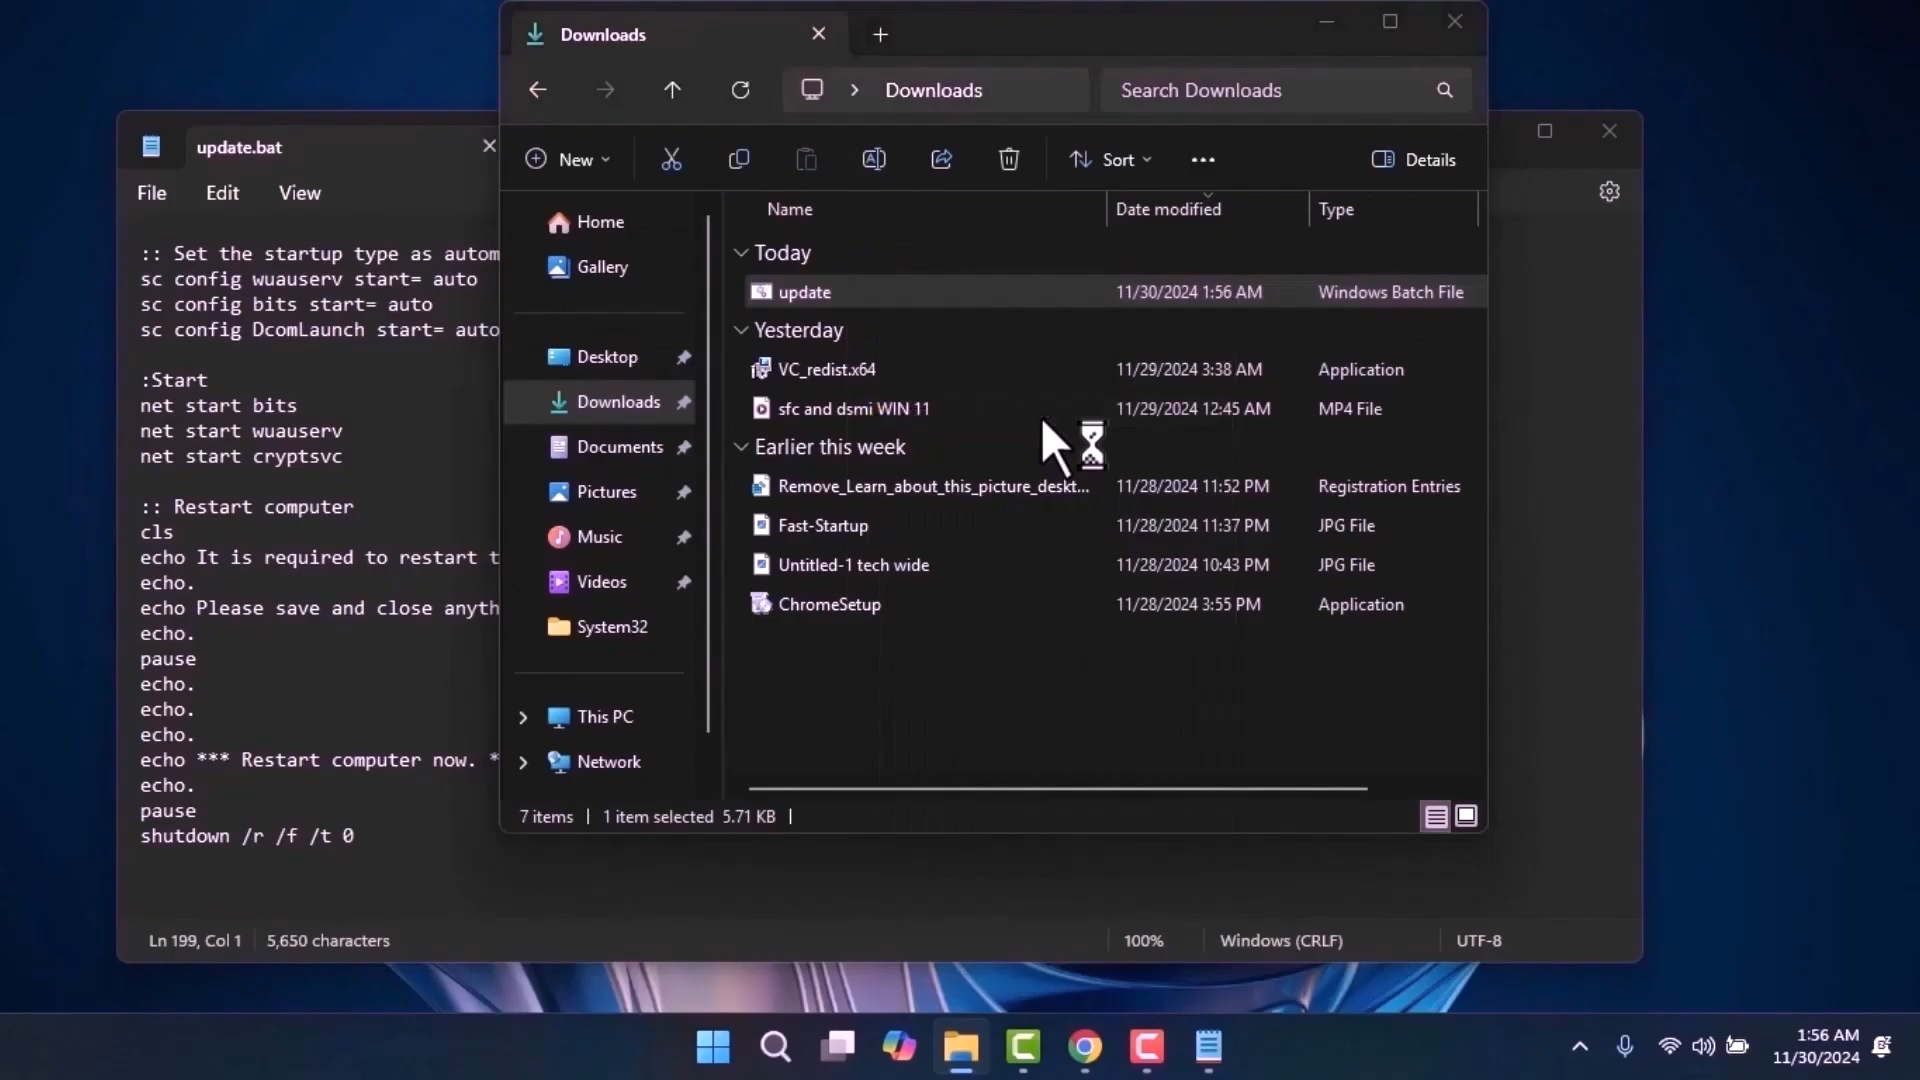 Downloads
Downloads
Search Downloads
New
Sort
Details
update.bat
File
Edit
View
:: Set the startup type as autom
sc config wuauserv start= auto
sc config bits start= auto
sc config DcomLaunch start= auto
:Start
net start bits
net start wuauserv
net start cryptsvc
:: Restart computer
cls
echo It is required to restart t
echo.
echo Please save and close anyth
echo.
pause
echo.
echo.
echo.
echo *** Restart computer now. *
echo.
pause
shutdown /r /f /t 0
Home
Gallery
Desktop
Downloads
Documents
Pictures
Music
Videos
System32
This PC
Network
Name Date modified Type
Today
update 11/30/2024 1:56 AM Windows Batch File
Yesterday
VC_redist.x64 11/29/2024 3:38 AM Application
sfc and dsmi WIN 11 11/29/2024 12:45 AM MP4 File
Earlier this week
Remove_Learn_about_this_picture_deskt... 11/28/2024 11:52 PM Registration Entries
Fast-Startup 11/28/2024 11:37 PM JPG File
Untitled-1 tech wide 11/28/2024 10:43 PM JPG File
ChromeSetup 11/28/2024 3:55 PM Application
7 items 1 item selected 5.71 KB
Ln 199, Col 1 5,650 characters 100% Windows (CRLF) UTF-8
1:56 AM
11/30/2024